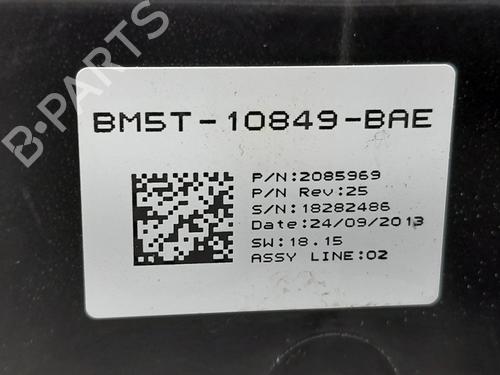 B-PARTS
BM5T-10849-BAE
P/N:2085969
P/N Rev:25
S/N:18282486
Date:24/09/2013
SW:18.15
ASSY LINE:02